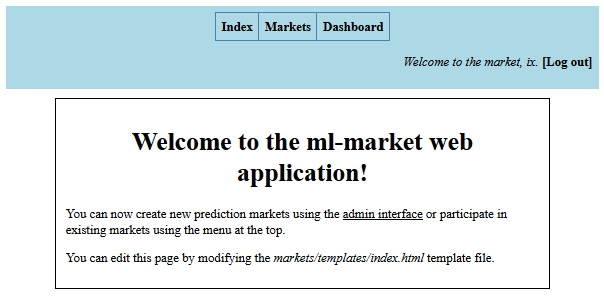 Index Markets Dashboard
Welcome to the market, ix. [Log out]
Welcome to the ml-market web
application!
You can now create new prediction markets using the admin interface or participate in
existing markets using the menu at the top.
You can edit this page by modifying the markets/templates/index.html template file.